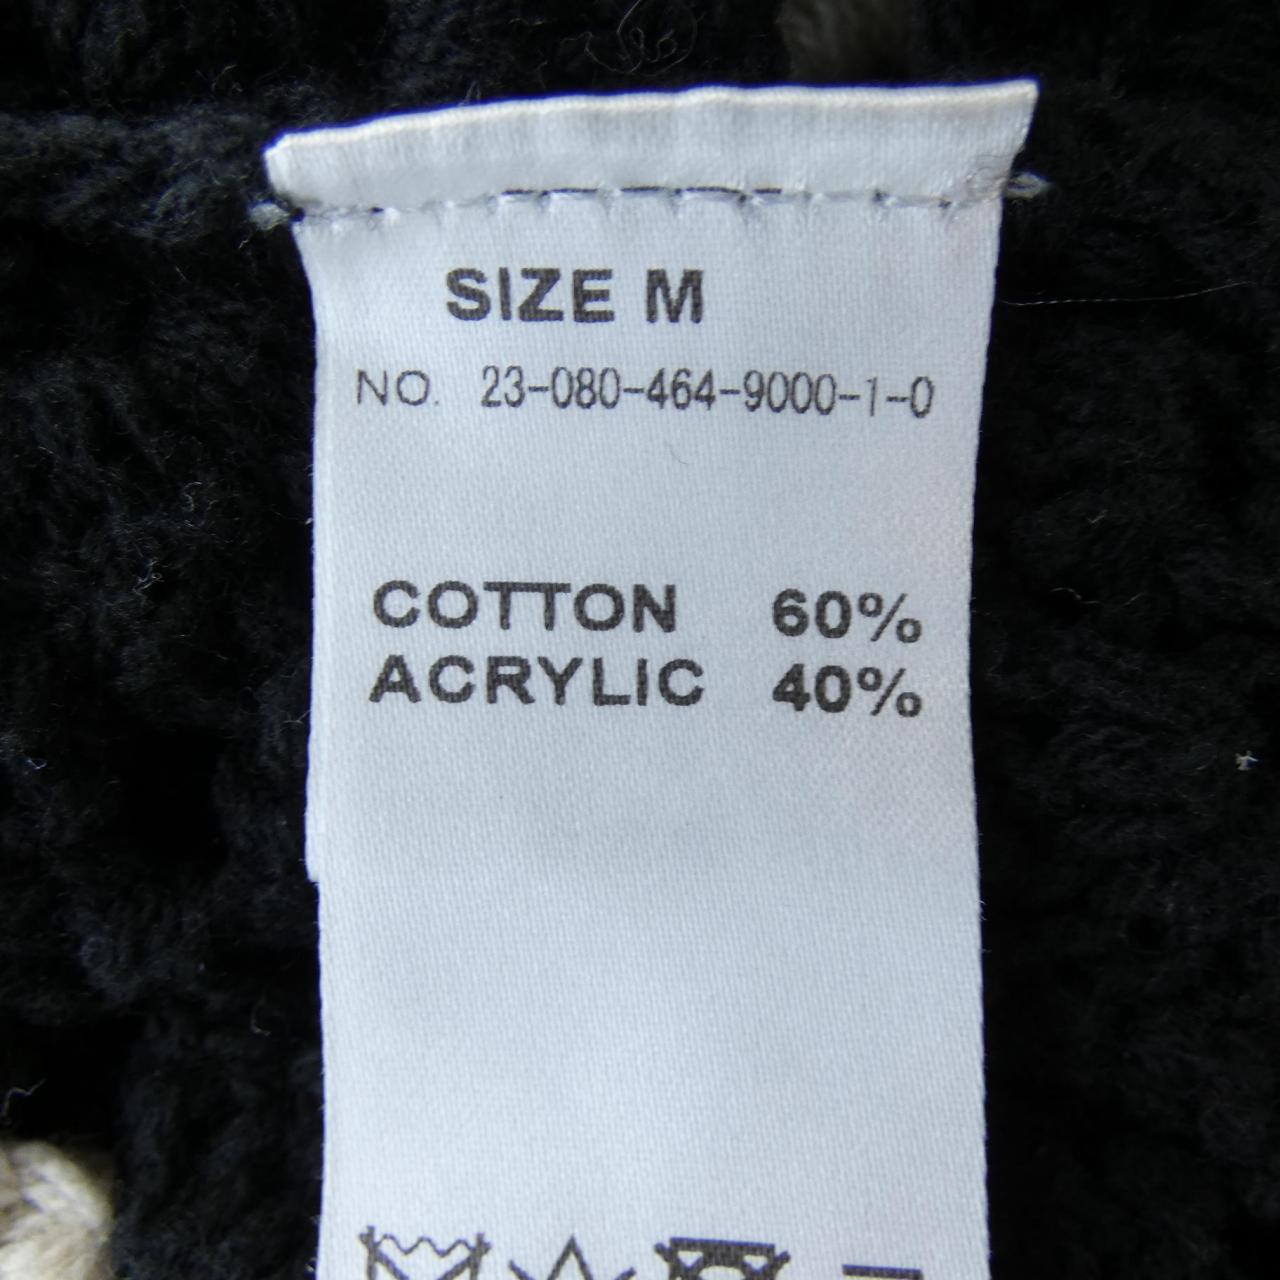 SIZE M
NO. 23-080-464-9000-1-0
COTTON 60%
ACRYLIC 40%